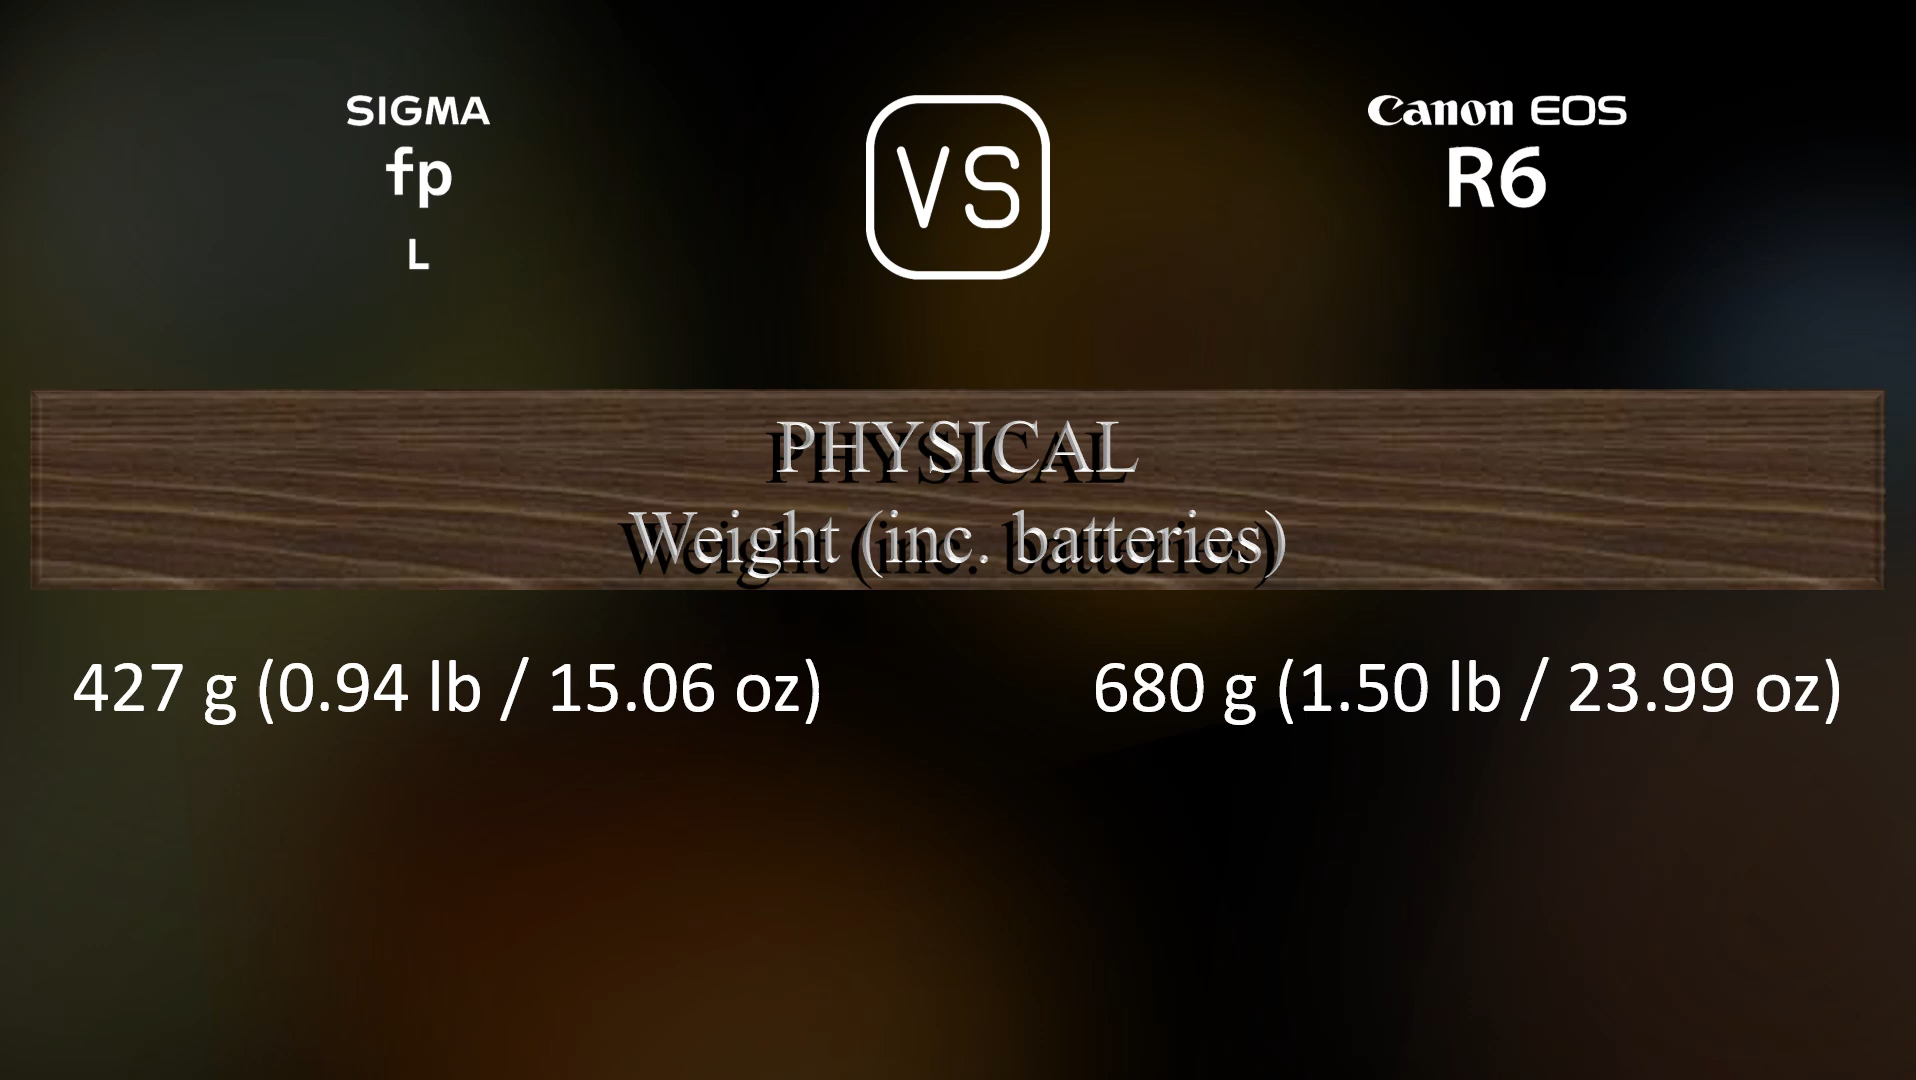 SIGMA
fp
L
VS
Canon EOS
R6
PHYSICAL
Weight (inc. batteries)
427 g (0.94 lb / 15.06 oz)
680 g (1.50 lb / 23.99 oz)